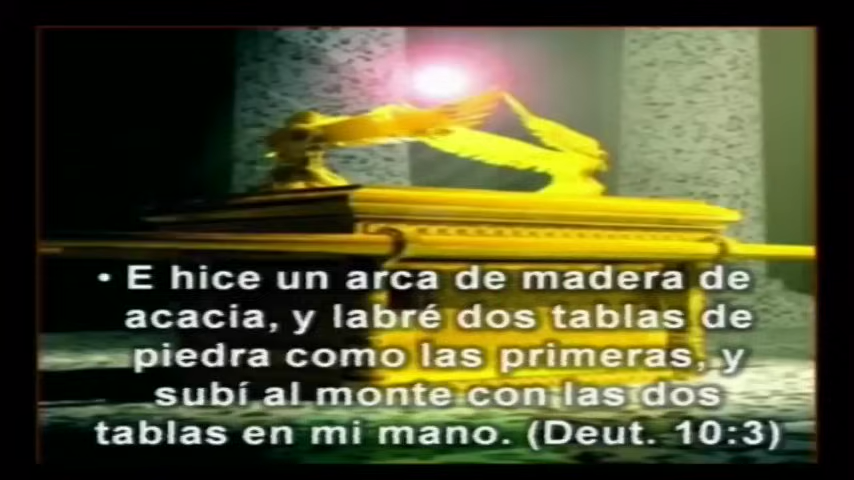 • E hice un arca de madera de
acacia, y labré dos tablas de
piedra como las primeras, y
subí al monte con las dos
tablas en mi mano. (Deut. 10:3)